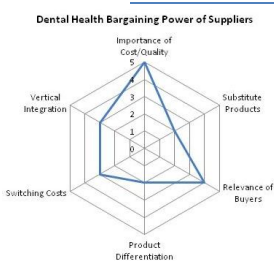 Dental Health Bargaining Power of Suppliers
Importance of
Cost/Quality
5
4
3
2
1
0
Substitute
Products
Relevance of
Buyers
Product
Differentiation
Switching Costs
Vertical
Integration